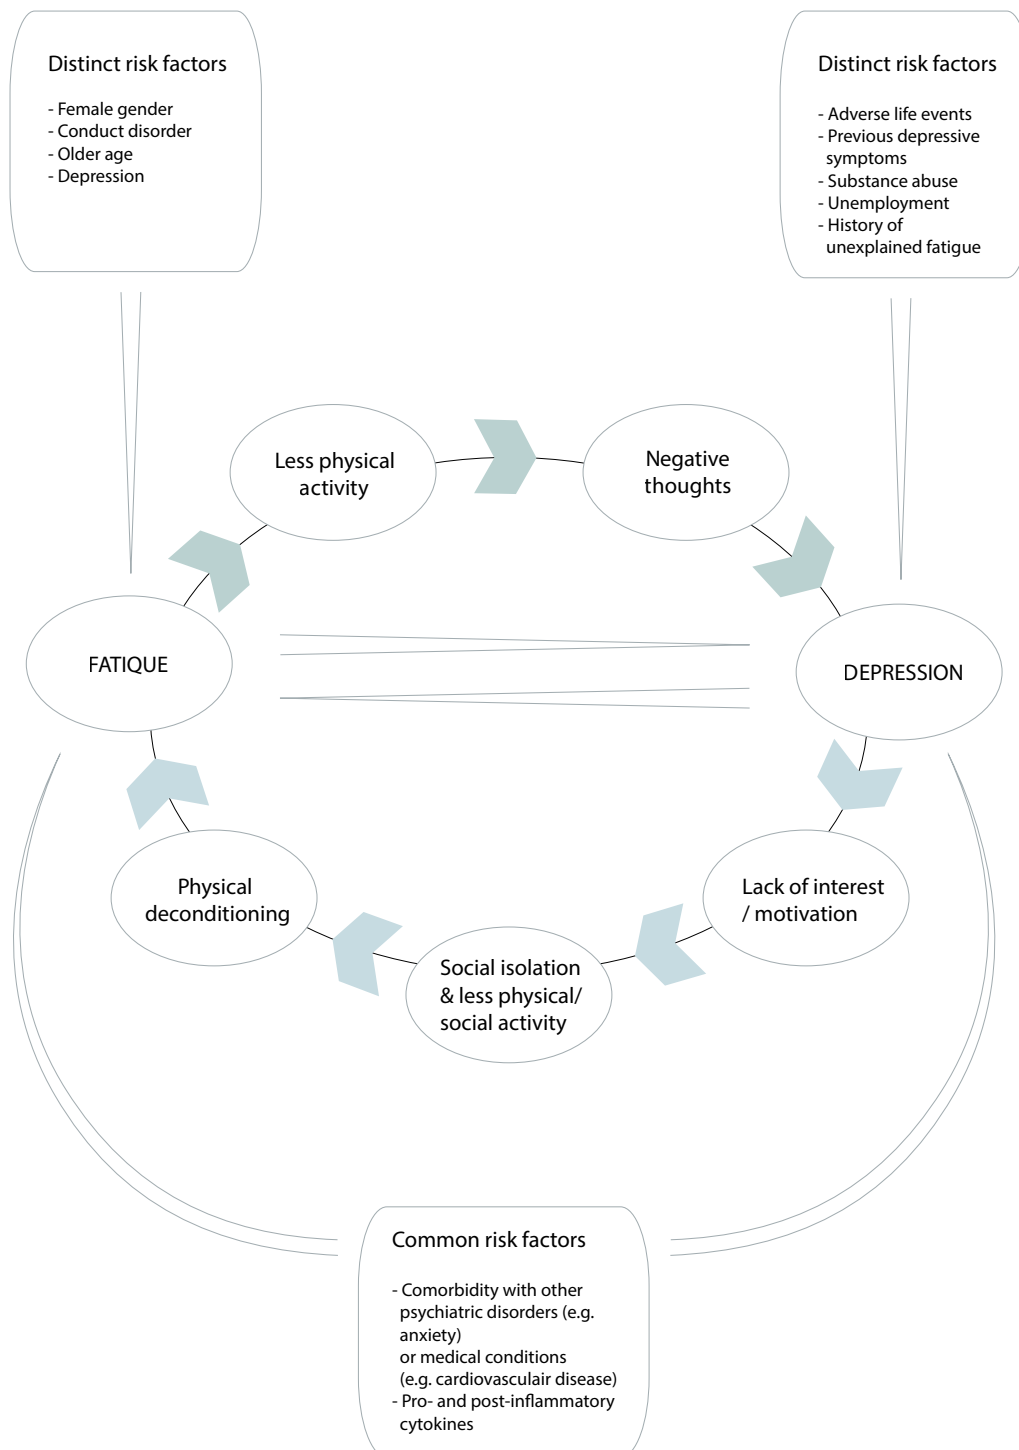 Distinct risk factors
- Female gender
- Conduct disorder
- Older age
- Depression
Distinct risk factors
- Adverse life events
- Previous depressive
symptoms
- Substance abuse
- Unemployment
- History of
unexplained fatigue
Less physical
activity
Negative
thoughts
FATIQUE
DEPRESSION
Physical
deconditioning
Lack of interest
/ motivation
Social isolation
& less physical/
social activity
Common risk factors
- Comorbidity with other
psychiatric disorders (e.g.
anxiety)
or medical conditions
(e.g. cardiovasculair disease)
- Pro- and post-inflammatory
cytokines